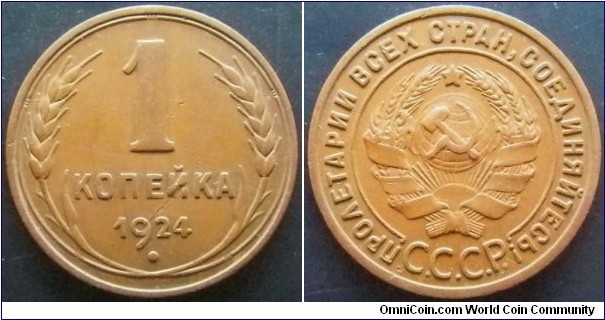 1
КОПЕЙКА
1924
ПРОЛЕТАРИИ ВСЕХ СТРАН, СОЕДИНЯЙТЕСЬ!
С.С.С.Р.
OmniCoin.com World Coin Community